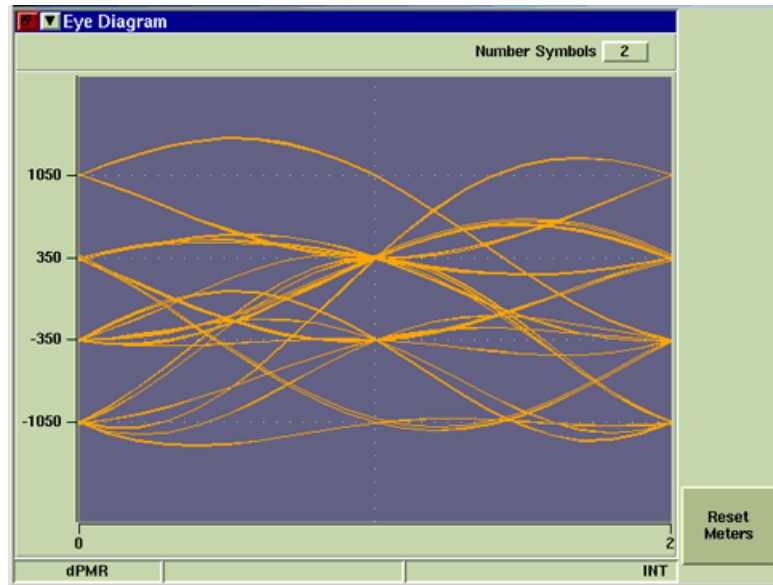 Eye Diagram
Number Symbols 2
1050
350
-350
-1050
0 2
Reset
Meters
dPMR INT